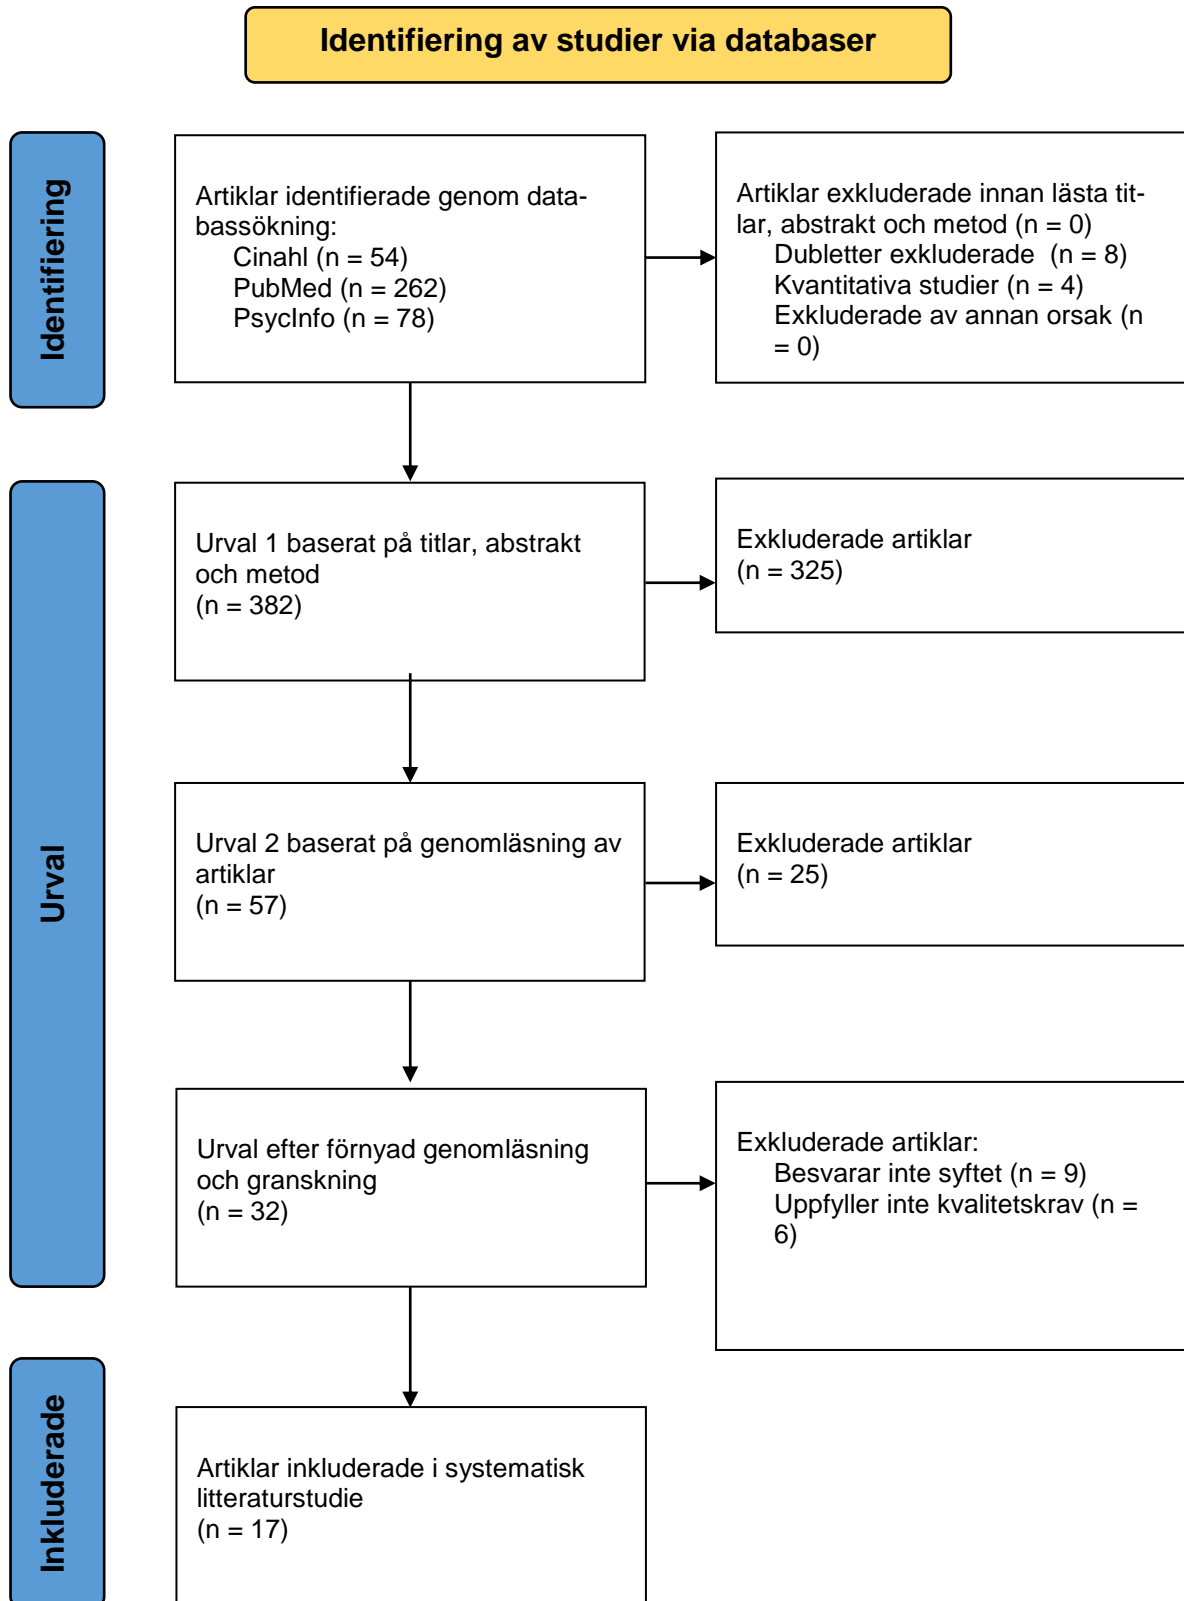 Identifiering av studier via databaser
Identifiering
Artiklar identifierade genom data-
bassökning:
Cinahl (n = 54)
PubMed (n = 262)
PsycInfo (n = 78)
Artiklar exkluderade innan lästa tit-
lar, abstrakt och metod (n = 0)
Dubletter exkluderade  (n = 8)
Kvantitativa studier (n = 4)
Exkluderade av annan orsak (n
= 0)
Urval
Urval 1 baserat på titlar, abstrakt
och metod
(n = 382)
Exkluderade artiklar
(n = 325)
Urval 2 baserat på genomläsning av
artiklar
(n = 57)
Exkluderade artiklar
(n = 25)
Urval efter förnyad genomläsning
och granskning
(n = 32)
Exkluderade artiklar:
Besvarar inte syftet (n = 9)
Uppfyller inte kvalitetskrav (n =
6)
Inkluderade
Artiklar inkluderade i systematisk
litteraturstudie
(n = 17)